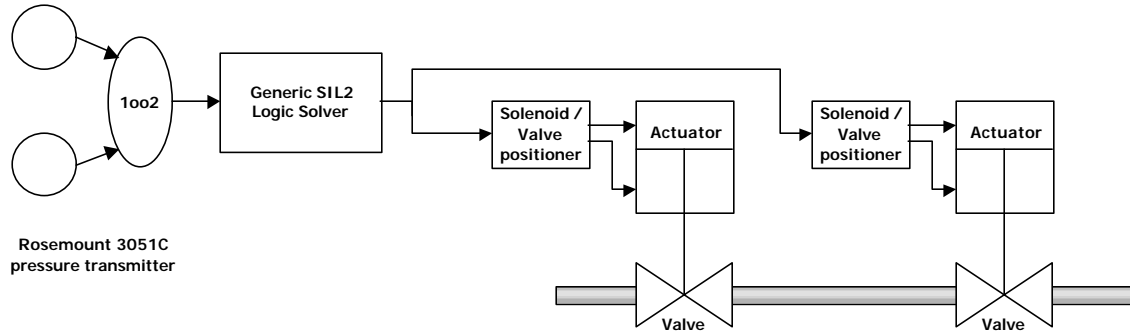 1oo2
Generic SIL2
Logic Solver
Solenoid /
Valve
positioner
Actuator
Solenoid /
Valve
positioner
Actuator
Rosemount 3051C
pressure transmitter
Valve
Valve